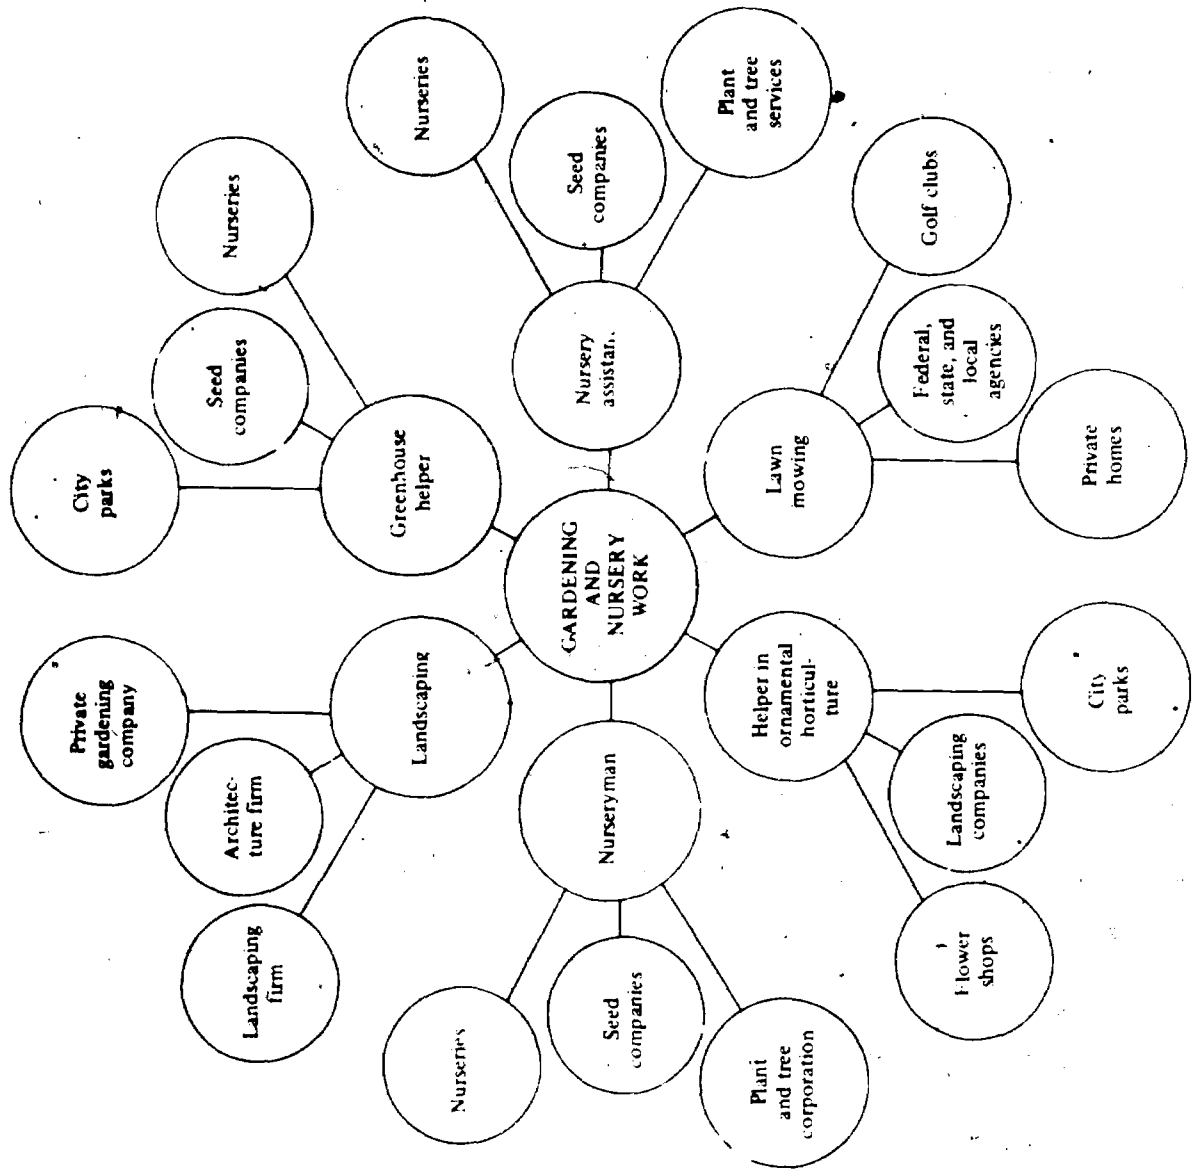 GARDENING
AND
NURSERY
WORK
Nurseryman
Nurseries
Seed
companies
Plant
and tree
corporation
Helper in
ornamental
horticul-
ture
Flower
shops
Landscaping
companies
City
parks
Lawn
mowing
Private
homes
Federal,
state, and
local
agencies
Golf clubs
Nursery
assistant
Plant
and tree
services
Seed
companies
Nurseries
Greenhouse
helper
Nurseries
Seed
companies
City
parks
Landscaping
Private
gardening
company
Architec-
ture firm
Landscaping
firm